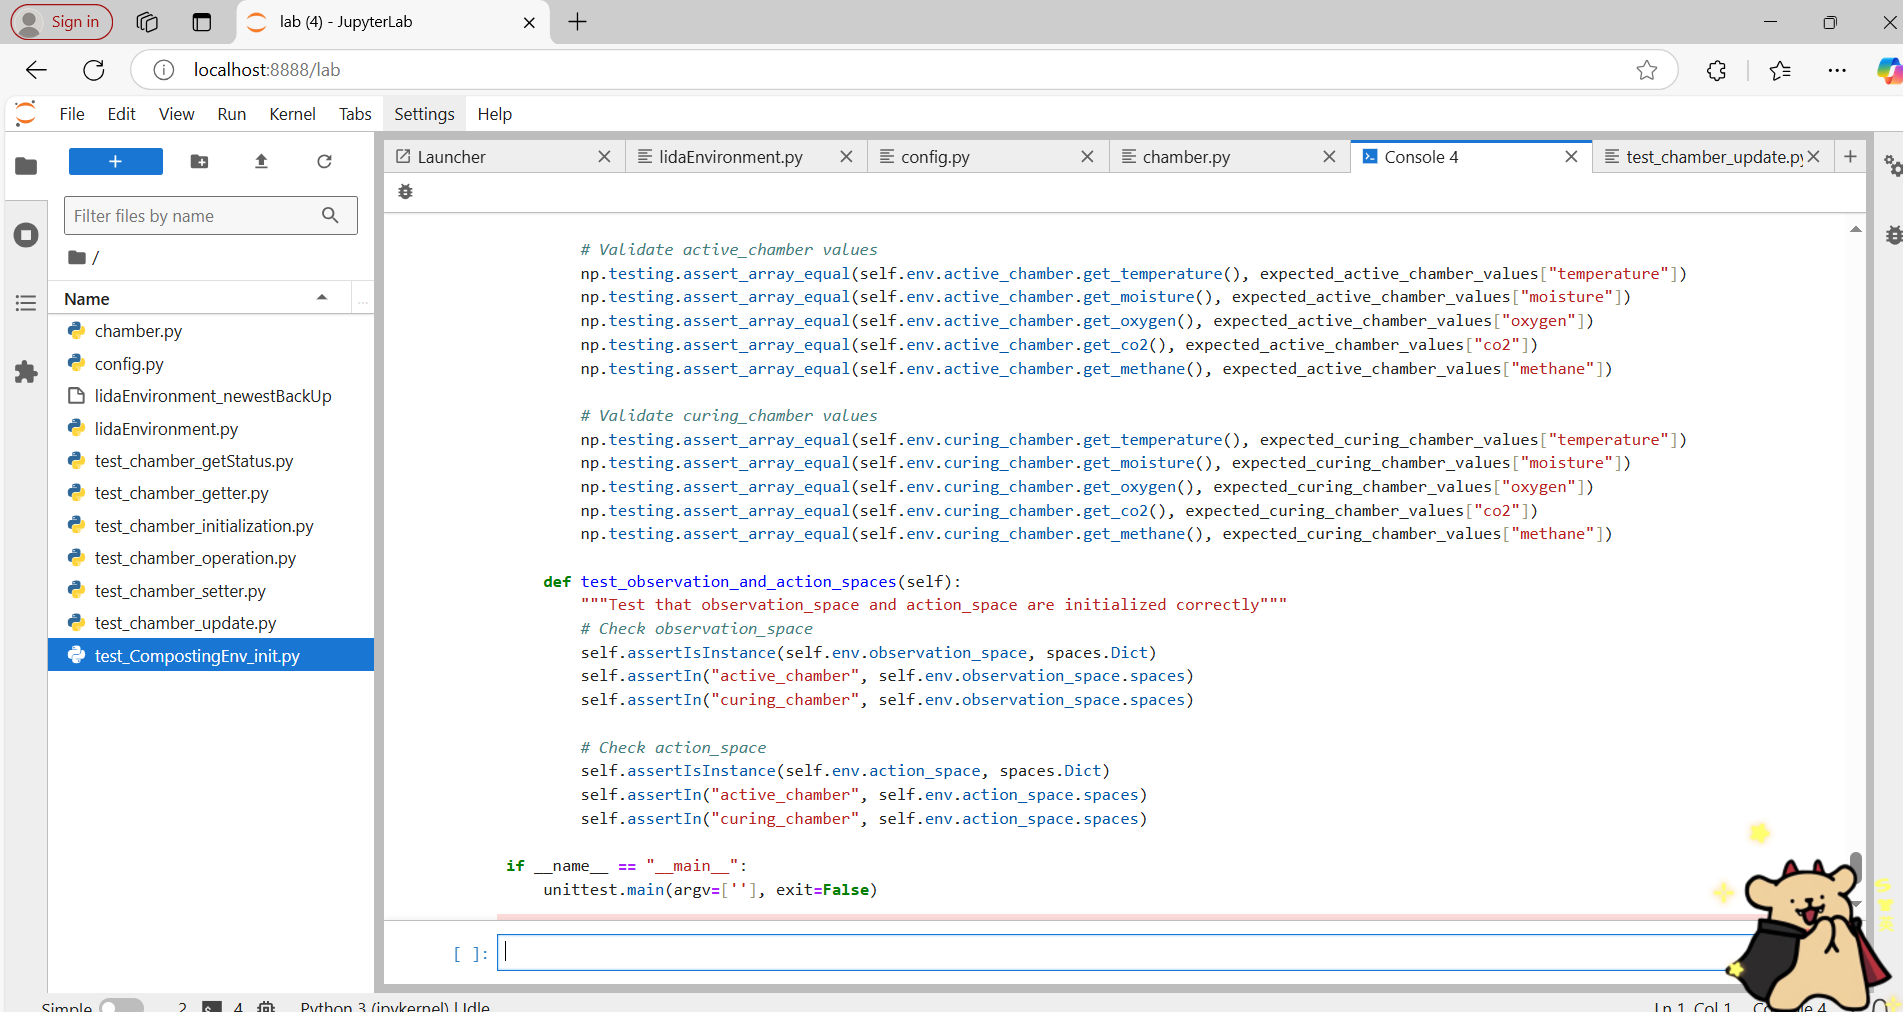 Sign in
lab (4) - JupyterLab
localhost:8888/lab
File Edit View Run Kernel Tabs Settings Help
Launcher
lidaEnvironment.py
config.py
chamber.py
Console 4
test_chamber_update.py
Filter files by name
/
Name
chamber.py
config.py
lidaEnvironment_newestBackUp
lidaEnvironment.py
test_chamber_getStatus.py
test_chamber_getter.py
test_chamber_initialization.py
test_chamber_operation.py
test_chamber_setter.py
test_chamber_update.py
test_CompostingEnv_init.py
# Validate active_chamber values
np.testing.assert_array_equal(self.env.active_chamber.get_temperature(), expected_active_chamber_values["temperature"])
np.testing.assert_array_equal(self.env.active_chamber.get_moisture(), expected_active_chamber_values["moisture"])
np.testing.assert_array_equal(self.env.active_chamber.get_oxygen(), expected_active_chamber_values["oxygen"])
np.testing.assert_array_equal(self.env.active_chamber.get_co2(), expected_active_chamber_values["co2"])
np.testing.assert_array_equal(self.env.active_chamber.get_methane(), expected_active_chamber_values["methane"])
# Validate curing_chamber values
np.testing.assert_array_equal(self.env.curing_chamber.get_temperature(), expected_curing_chamber_values["temperature"])
np.testing.assert_array_equal(self.env.curing_chamber.get_moisture(), expected_curing_chamber_values["moisture"])
np.testing.assert_array_equal(self.env.curing_chamber.get_oxygen(), expected_curing_chamber_values["oxygen"])
np.testing.assert_array_equal(self.env.curing_chamber.get_co2(), expected_curing_chamber_values["co2"])
np.testing.assert_array_equal(self.env.curing_chamber.get_methane(), expected_curing_chamber_values["methane"])
def test_observation_and_action_spaces(self):
"""Test that observation_space and action_space are initialized correctly"""
# Check observation_space
self.assertIsInstance(self.env.observation_space, spaces.Dict)
self.assertIn("active_chamber", self.env.observation_space.spaces)
self.assertIn("curing_chamber", self.env.observation_space.spaces)
# Check action_space
self.assertIsInstance(self.env.action_space, spaces.Dict)
self.assertIn("active_chamber", self.env.action_space.spaces)
self.assertIn("curing_chamber", self.env.action_space.spaces)
if __name__ == "__main__":
unittest.main(argv=[''], exit=False)
[ ]:
Simple 2 4 Python 3 (ipykernel) | Idle
Ln 1, Col 1